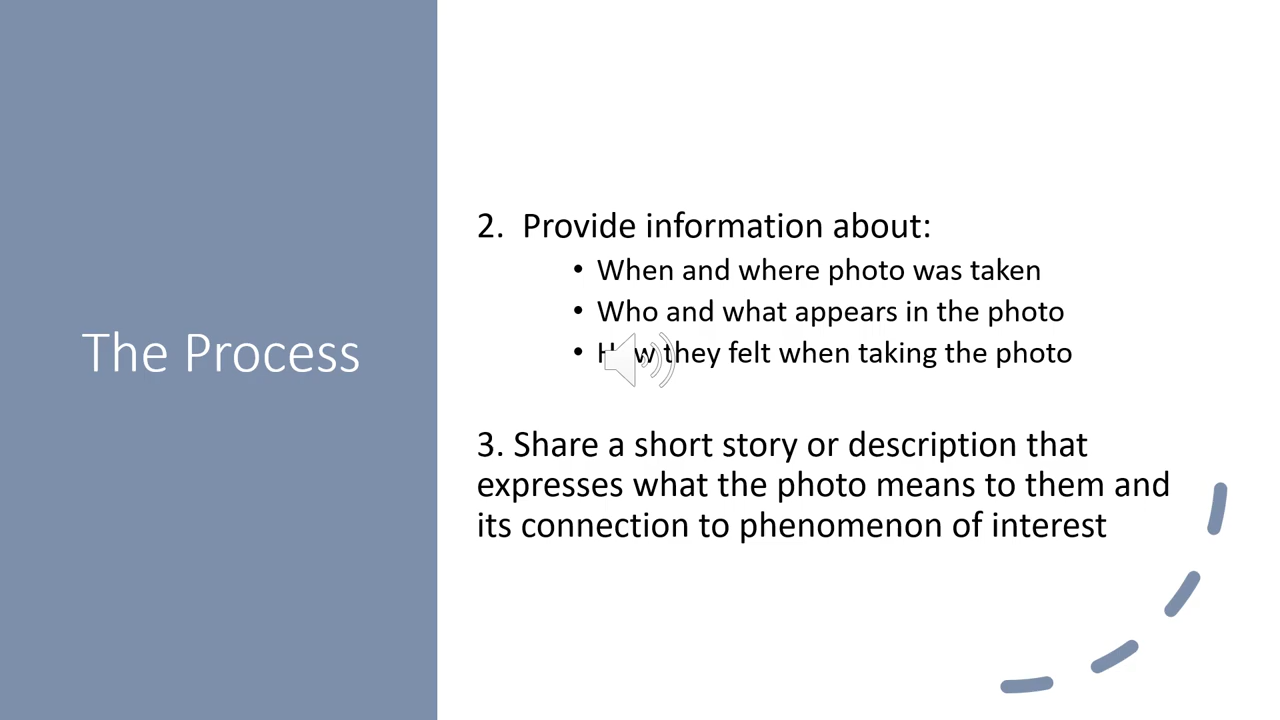 The Process
2. Provide information about:
• When and where photo was taken
• Who and what appears in the photo
• How they felt when taking the photo
3. Share a short story or description that
expresses what the photo means to them and
its connection to phenomenon of interest